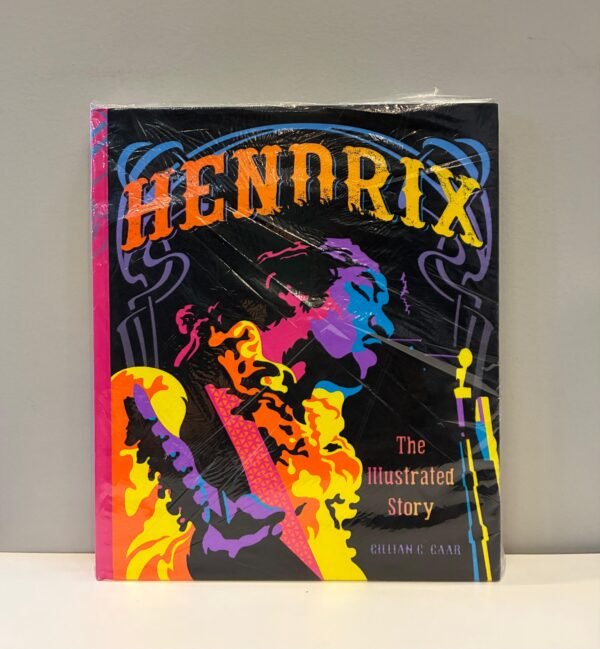 HENDRIX
The
Illustrated
Story
GILLIAN G. GAAR